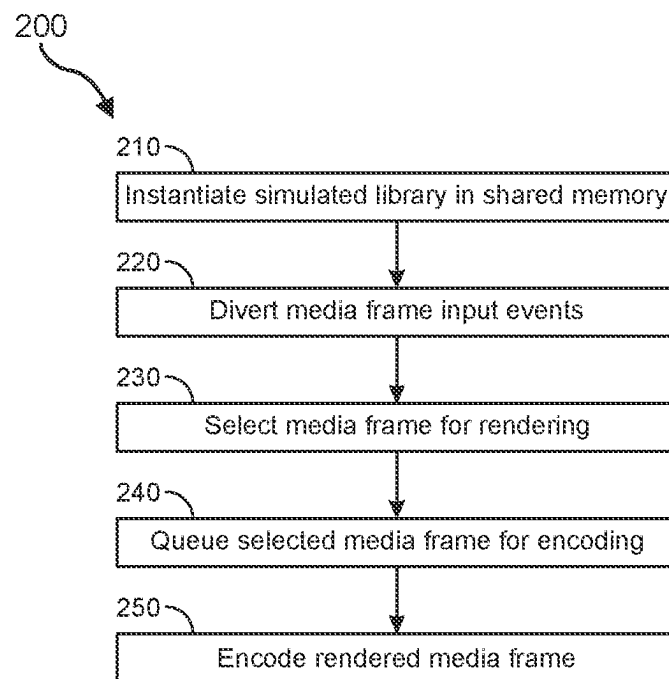 200
210
Instantiate simulated library in shared memory
220
Divert media frame input events
230
Select media frame for rendering
240
Queue selected media frame for encoding
250
Encode rendered media frame